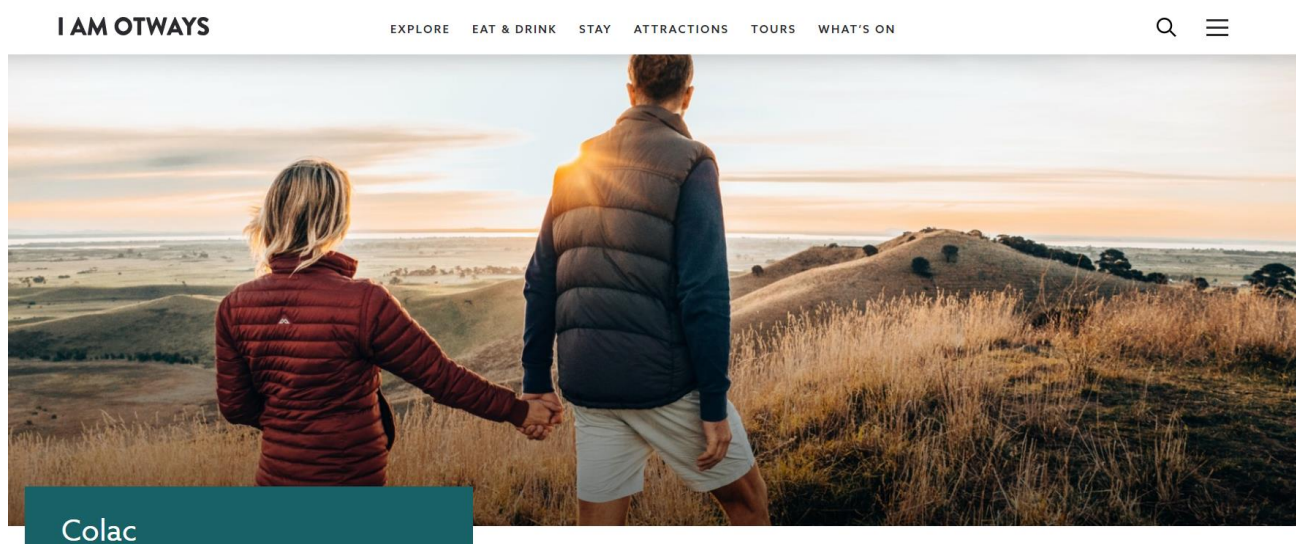 I AM OTWAYS
EXPLORE EAT & DRINK STAY ATTRACTIONS TOURS WHAT'S ON
Colac